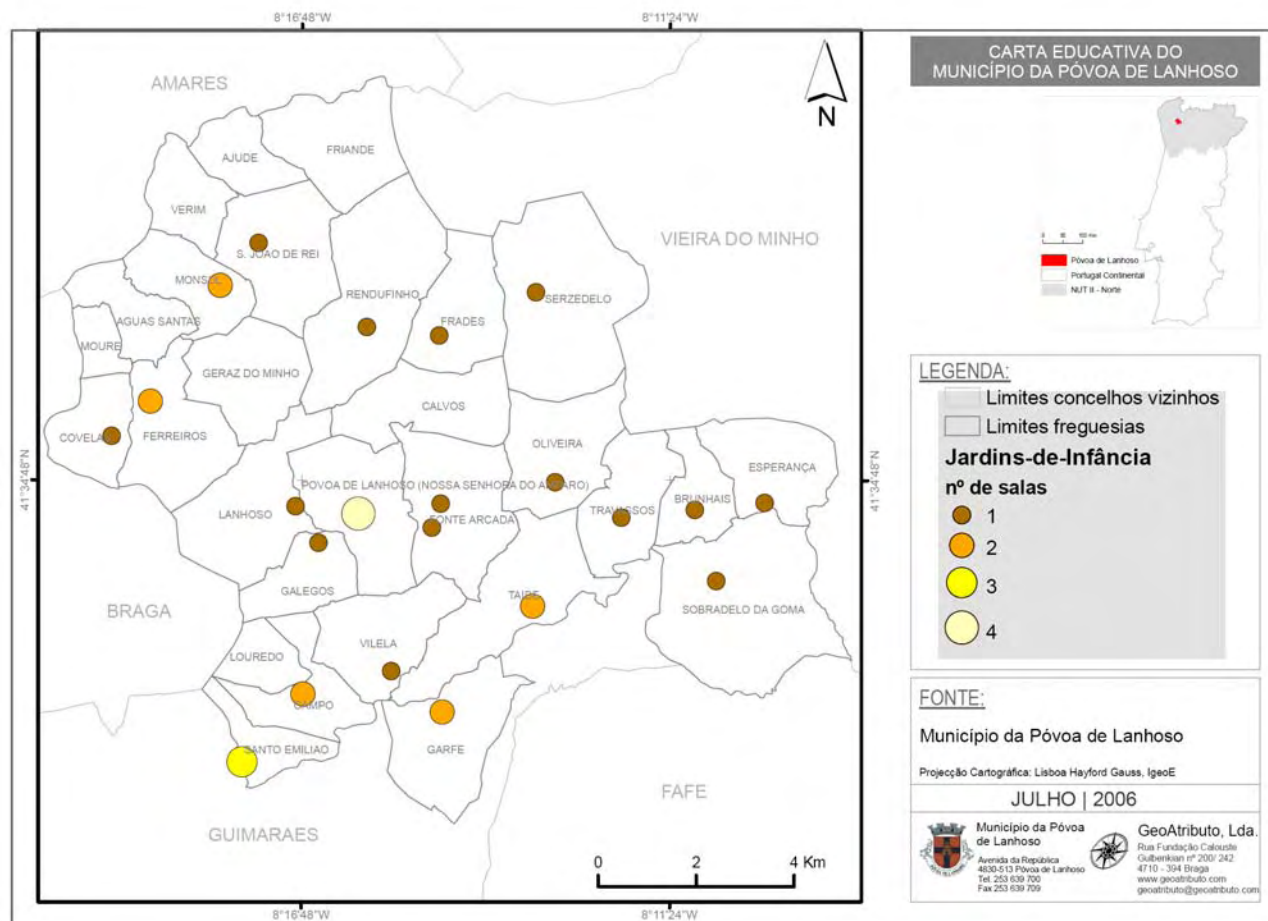 8°16'48"W
8°11'24"W
CARTA EDUCATIVA DO
MUNICÍPIO DA PÓVOA DE LANHOSO
AMARES
N
FRIANDE
AJUDE
VERIM
S. JOAO DE REI
VIEIRA DO MINHO
MONSUL
RENDUFINHO
SERZEDELO
AGUAS SANTAS
FRADES
MOURE
GERAZ DO MINHO
CALVOS
COVELAS
FERREIROS
OLIVEIRA
ESPERANÇA
41°34'48"N
41°34'48"N
POVOA DE LANHOSO (NOSSA SENHORA DO AMPARO)
BRUNHAIS
LANHOSO
FONTE ARCADA
TRAVASSOS
GALEGOS
TAIDE
BRAGA
SOBRADELO DA GOMA
VILELA
LOUREDO
CAMPO
SANTO EMILIAO
GARFE
FAFE
GUIMARAES
0 2 4 Km
8°16'48"W
8°11'24"W
Póvoa de Lanhoso
Portugal Continental
NUT II - Norte
LEGENDA:
Limites concelhos vizinhos
Limites freguesias
Jardins-de-Infância
nº de salas
1
2
3
4
FONTE:
Município da Póvoa de Lanhoso
Projecção Cartográfica: Lisboa Hayford Gauss, IgeoE
JULHO | 2006
Município da Póvoa
de Lanhoso
Avenida da República
4830-513 Póvoa de Lanhoso
Tel. 253 639 700
Fax 253 639 709
GeoAtributo, Lda.
Rua Fundação Calouste
Gulbenkian nº 200/ 242
4710 - 394 Braga
www.geoatributo.com
geoatributo@geoatributo.com